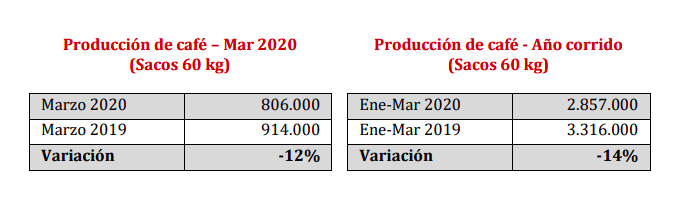 Producción de café – Mar 2020
(Sacos 60 kg)
Marzo 2020 806.000
Marzo 2019 914.000
Variación -12%
Producción de café - Año corrido
(Sacos 60 kg)
Ene-Mar 2020 2.857.000
Ene-Mar 2019 3.316.000
Variación -14%